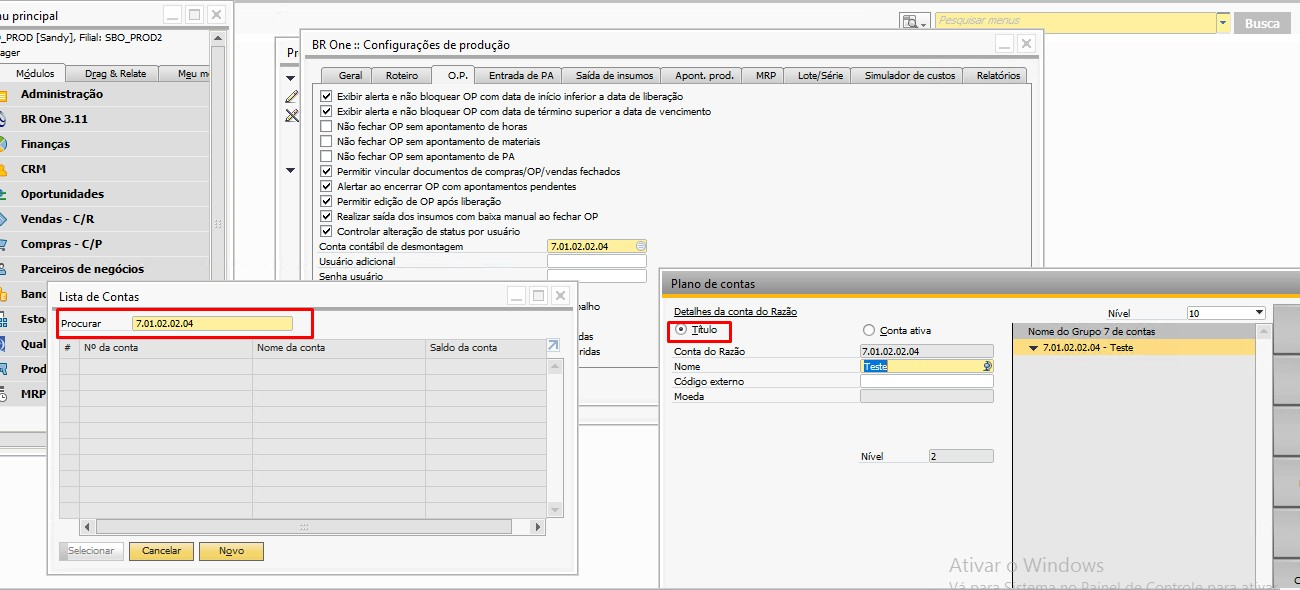 u principal
_PROD [Sandy], Filial: SBO_PROD2
ager
Módulos
Drag & Relate
Meu m
Administração
BR One 3.11
Finanças
CRM
Oportunidades
Vendas - C/R
Compras - C/P
Parceiros de negócios
Banc
Esto
Qual
Prod
MRP
Pesquisar menus
Busca
Pr
BR One :: Configurações de produção
Geral
Roteiro
O.P.
Entrada de PA
Saída de insumos
Apont. prod.
MRP
Lote/Série
Simulador de custos
Relatórios
Exibir alerta e não bloquear OP com data de início inferior a data de liberação
Exibir alerta e não bloquear OP com data de término superior a data de vencimento
Não fechar OP sem apontamento de horas
Não fechar OP sem apontamento de materiais
Não fechar OP sem apontamento de PA
Permitir vincular documentos de compras/OP/vendas fechados
Alertar ao encerrar OP com apontamentos pendentes
Permitir edição de OP após liberação
Realizar saída dos insumos com baixa manual ao fechar OP
Controlar alteração de status por usuário
Conta contábil de desmontagem 7.01.02.02.04
Usuário adicional
Senha usuário
balho
das
ridas
Lista de Contas
Procurar 7.01.02.02.04
# Nº da conta Nome da conta Saldo da conta
Selecionar
Cancelar
Novo
Plano de contas
Detalhes da conta do Razão
Título
Conta ativa
Conta do Razão 7.01.02.02.04
Nome Teste
Código externo
Moeda
Nível 2
Nível 10
Nome do Grupo 7 de contas
7.01.02.02.04 - Teste
Ativar o Windows
Vá para Sistema no Painel de Controle para ativar